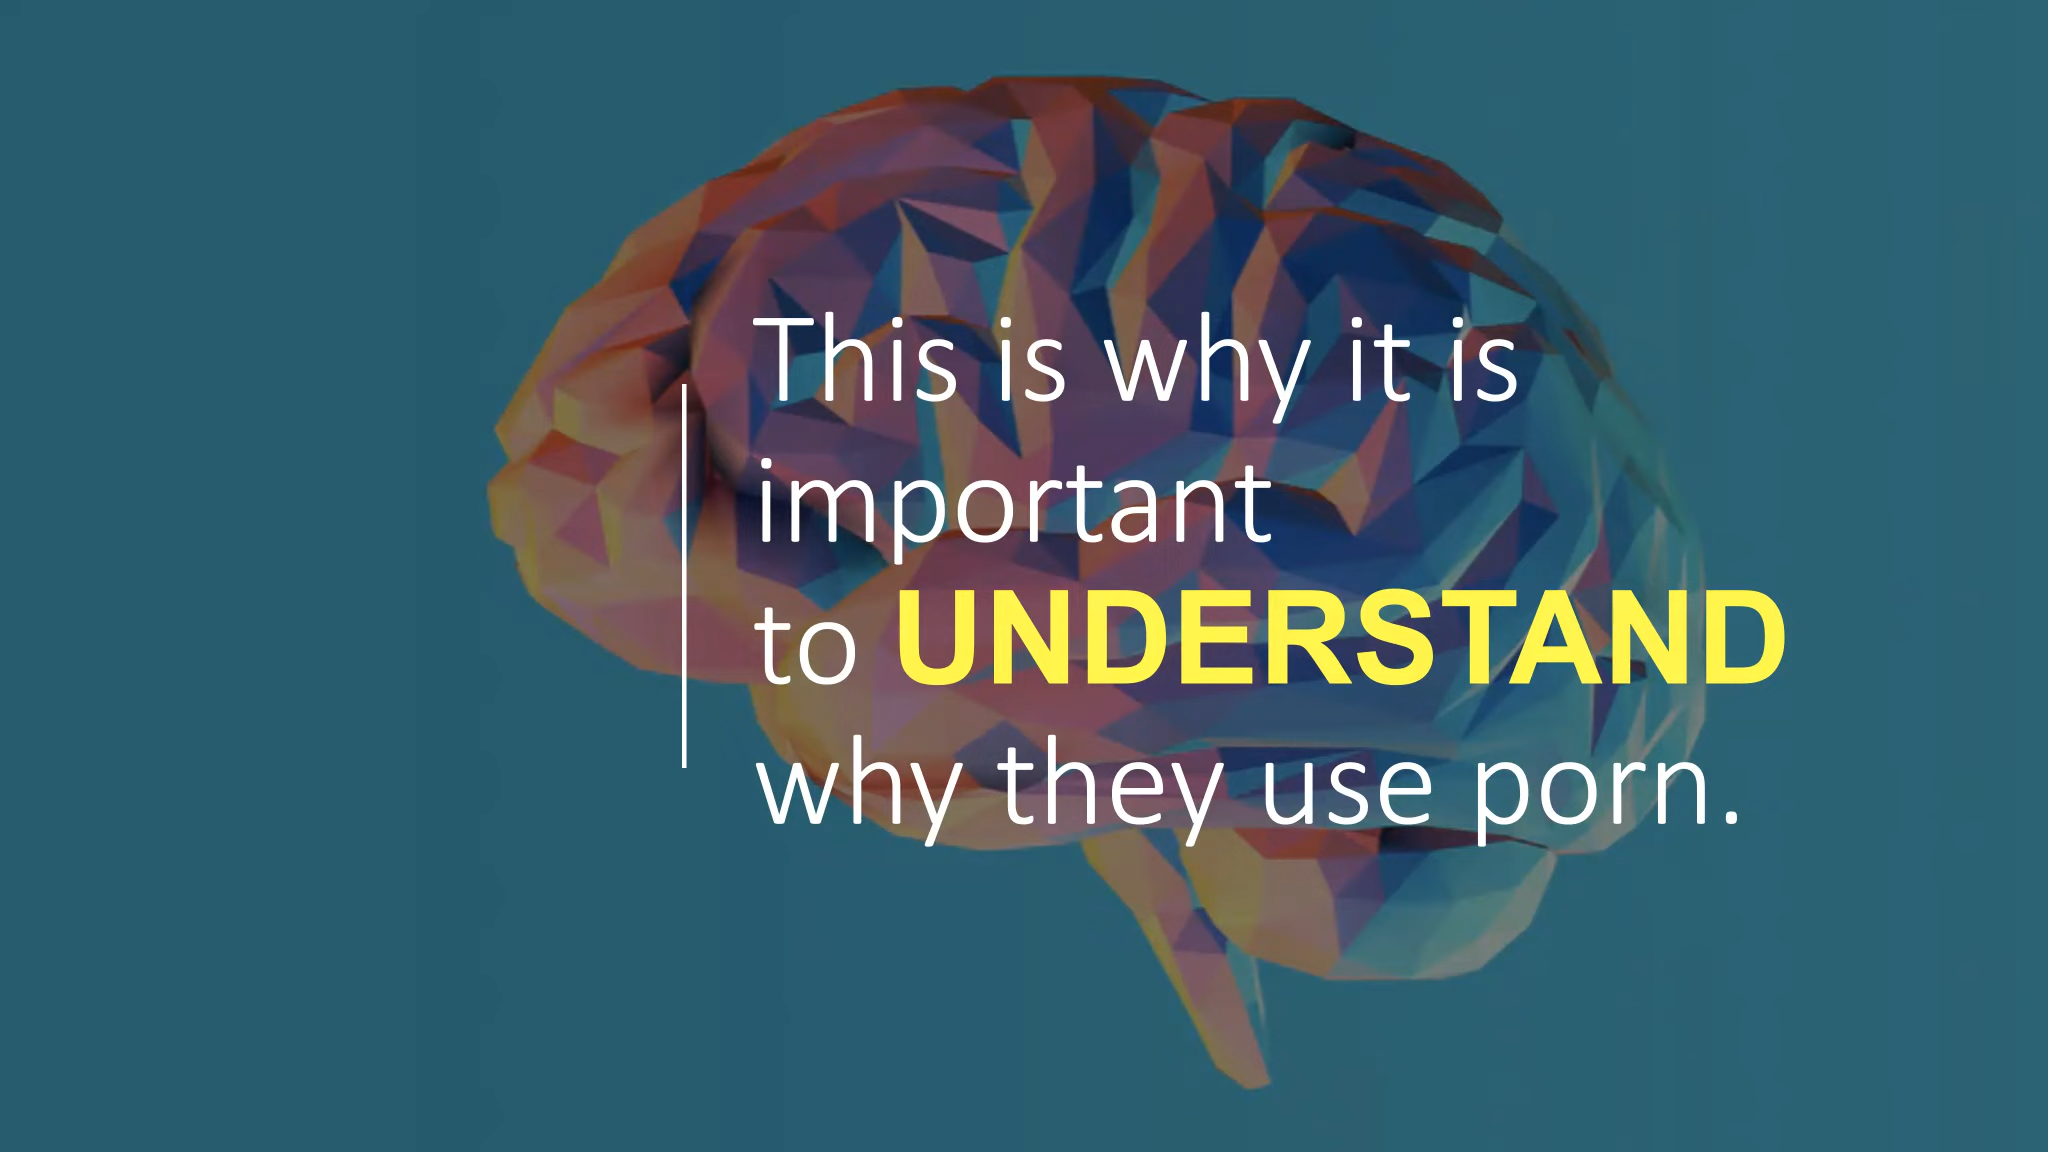 This is why it is
important
to UNDERSTAND
why they use porn.